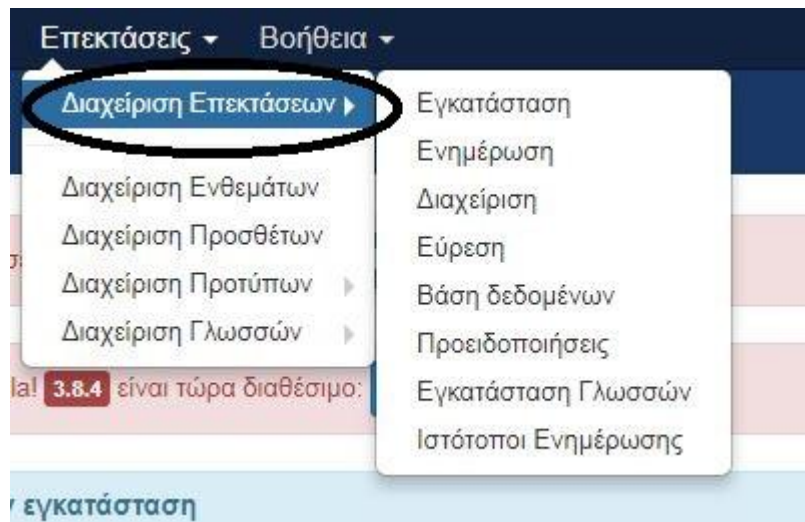 Επεκτάσεις Βοήθεια
Διαχείριση Επεκτάσεων
Διαχείριση Ενθεμάτων
Διαχείριση Προσθέτων
Διαχείριση Προτύπων
Διαχείριση Γλωσσών
Εγκατάσταση
Ενημέρωση
Διαχείριση
Εύρεση
Βάση δεδομένων
Προειδοποιήσεις
Εγκατάσταση Γλωσσών
Ιστότοποι Ενημέρωσης
la! 3.8.4 είναι τώρα διαθέσιμο:
εγκατάσταση